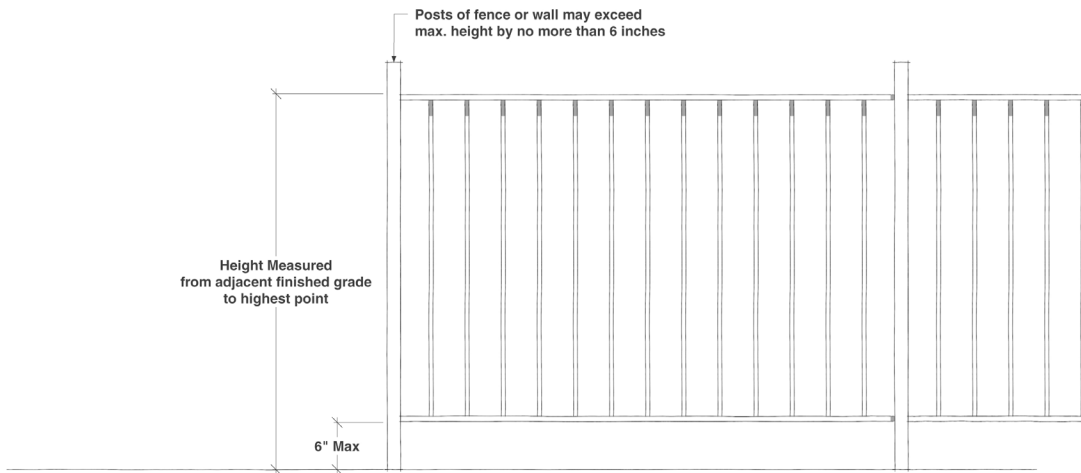 Posts of fence or wall may exceed
max. height by no more than 6 inches
Height Measured
from adjacent finished grade
to highest point
6" Max